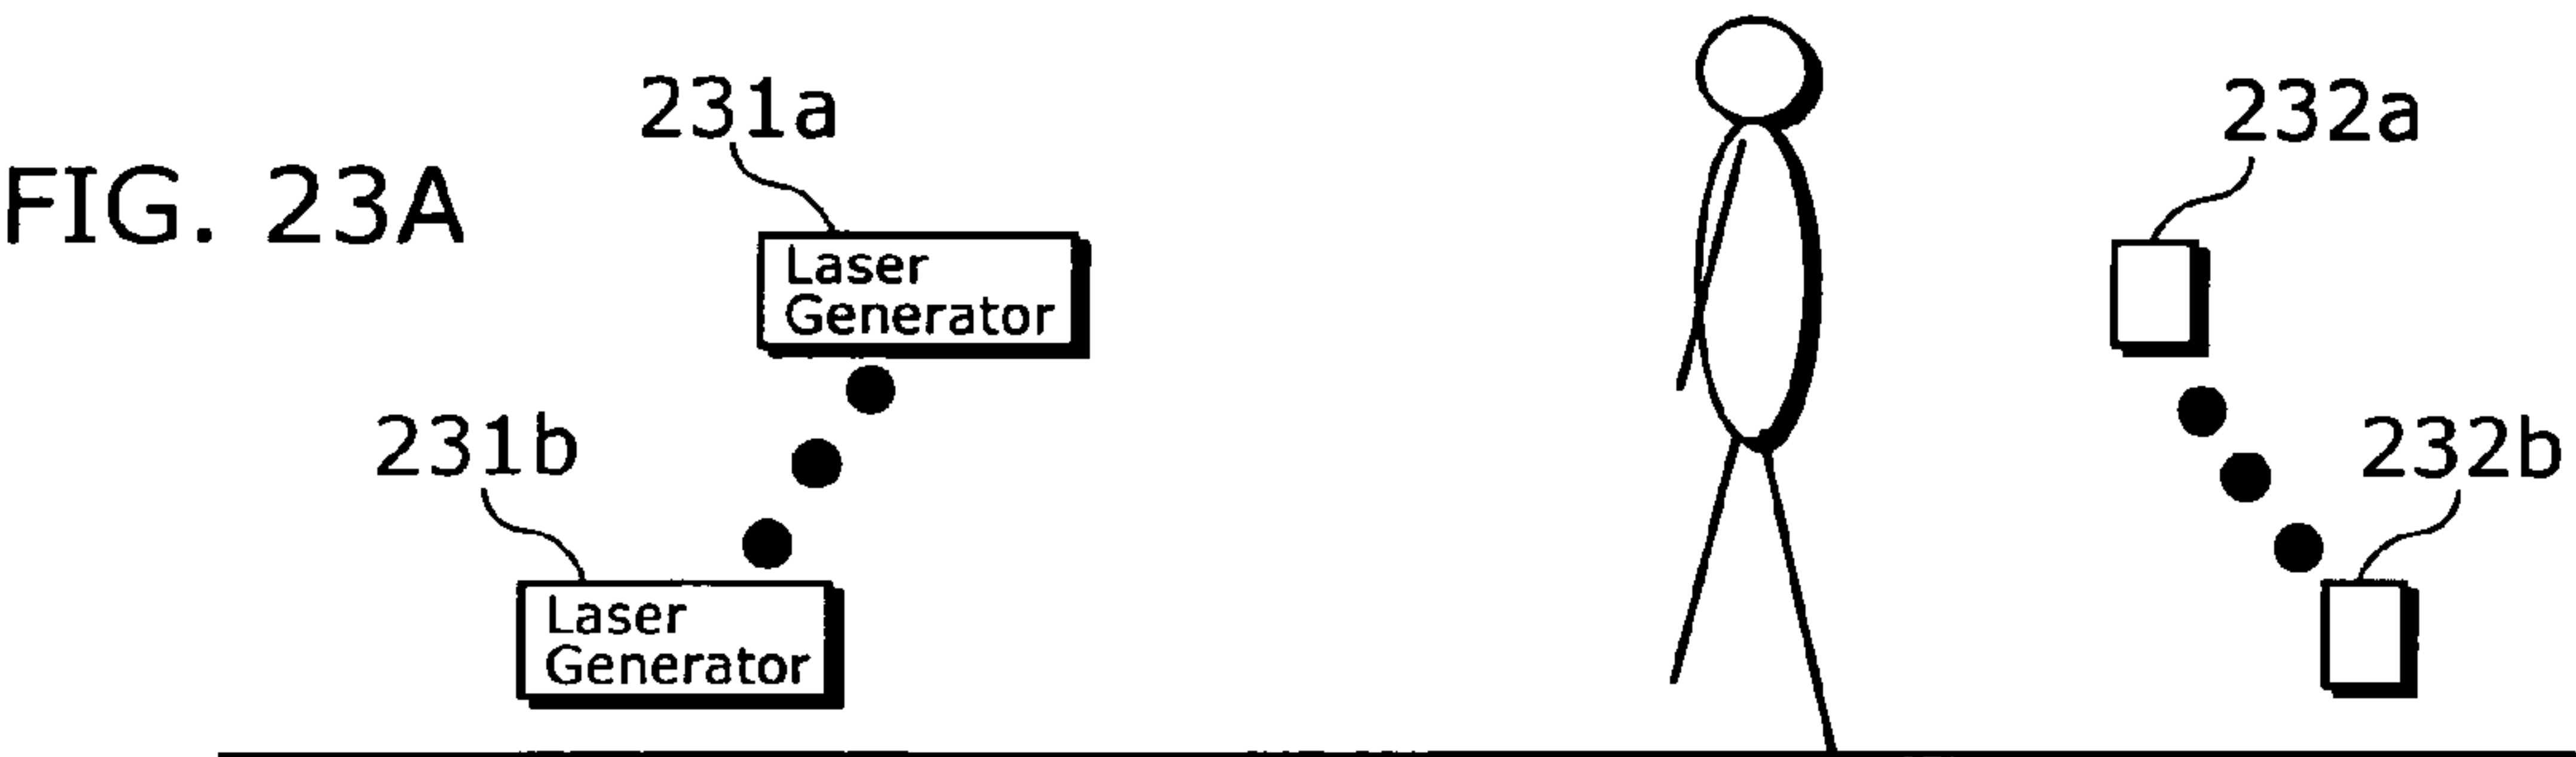 FIG. 23A
231a
Laser
Generator
231b
Laser
Generator
232a
232b